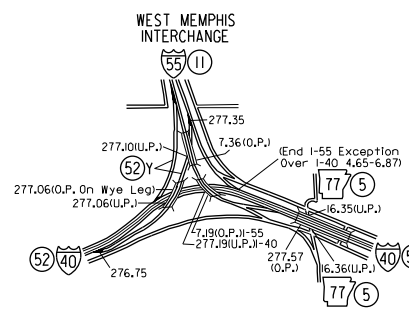 WEST MEMPHIS
INTERCHANGE
55 11
277.35
277.10(U.P.) 7.36(O.P.)
52Y
(End I-55 Exception
Over I-40 4.65-6.87)
77 5
277.06(O.P. On Wye Leg)
277.06(U.P.)
16.35(U.P.)
7.19(O.P.)I-55
277.19(U.P.)I-40
277.57
(O.P.)
16.36(U.P.)
52 40
40
276.75
77 5